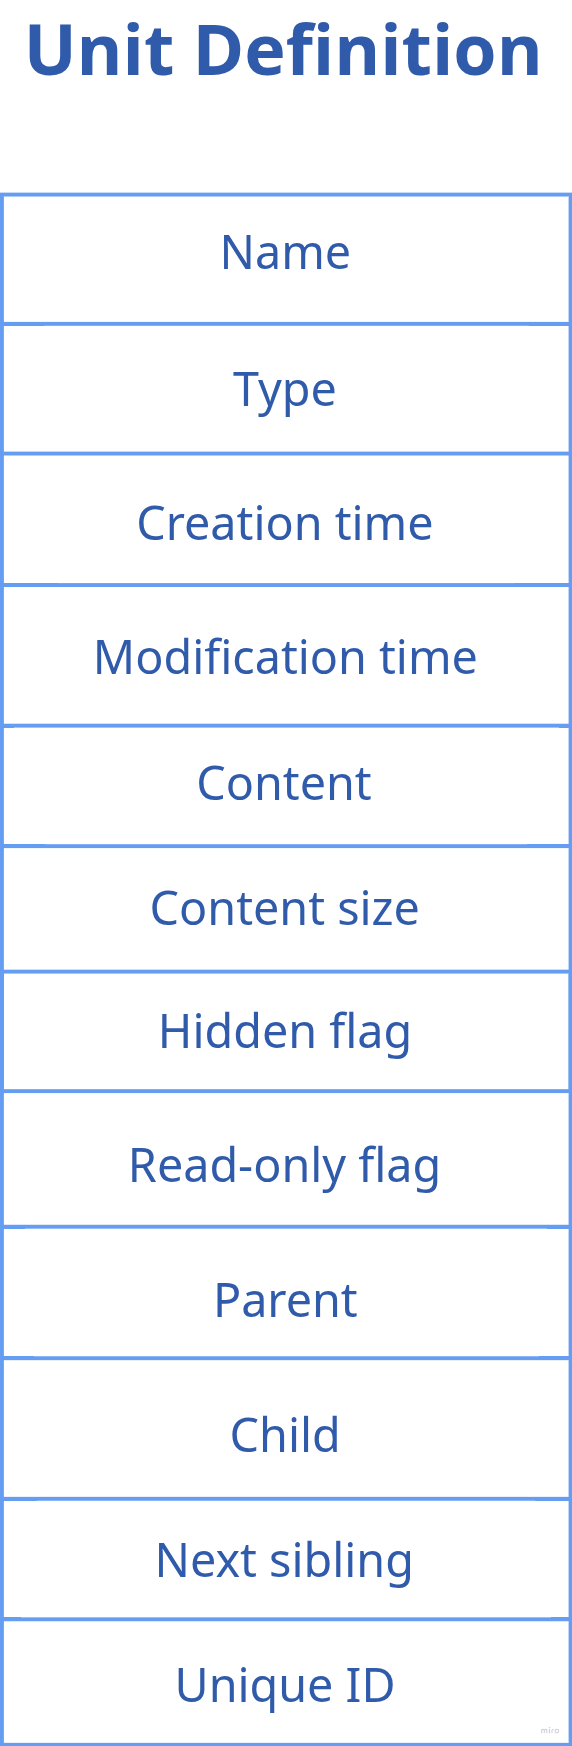 Unit Definition
Name
Type
Creation time
Modification time
Content
Content size
Hidden flag
Read-only flag
Parent
Child
Next sibling
Unique ID
miro